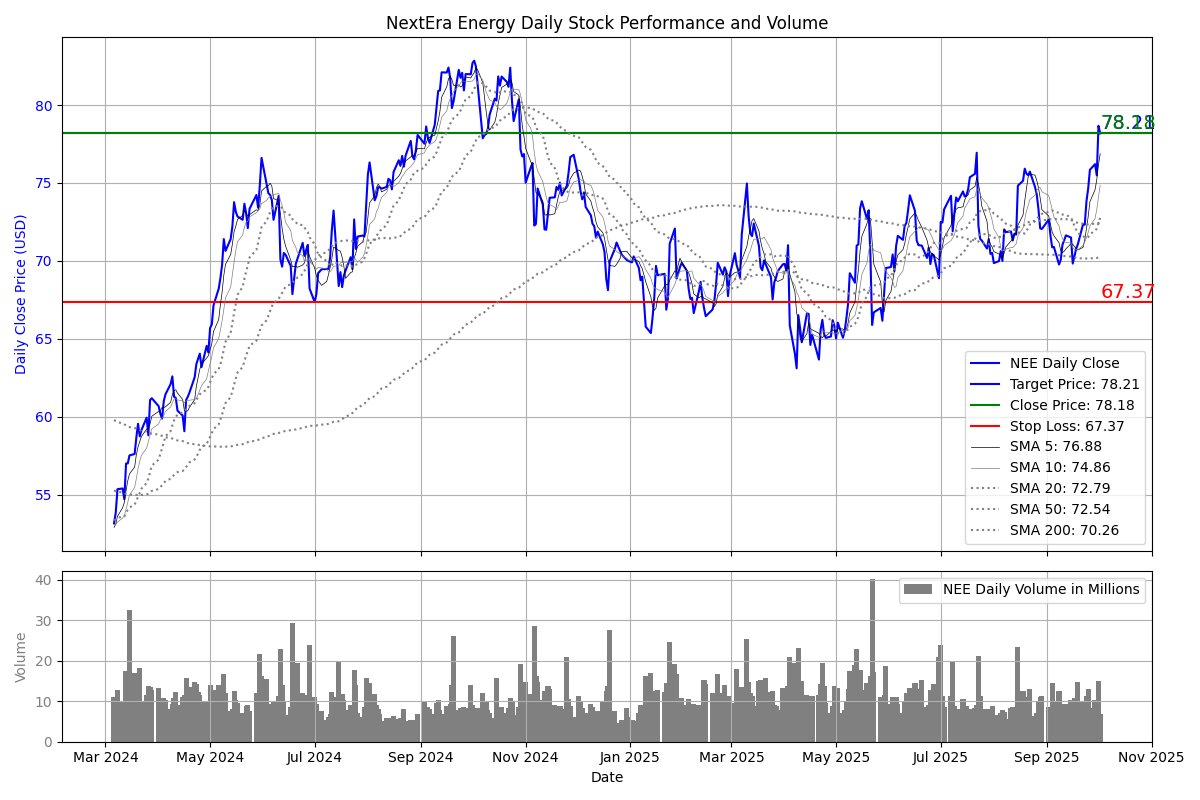 NextEra Energy Daily Stock Performance and Volume
Daily Close Price (USD)
80
75
70
65
60
55
78.21
78.18
67.37
NEE Daily Close
Target Price: 78.21
Close Price: 78.18
Stop Loss: 67.37
SMA 5: 76.88
SMA 10: 74.86
SMA 20: 72.79
SMA 50: 72.54
SMA 200: 70.26
Volume
40
30
20
10
0
NEE Daily Volume in Millions
Mar 2024 May 2024 Jul 2024 Sep 2024 Nov 2024 Jan 2025 Mar 2025 May 2025 Jul 2025 Sep 2025 Nov 2025
Date